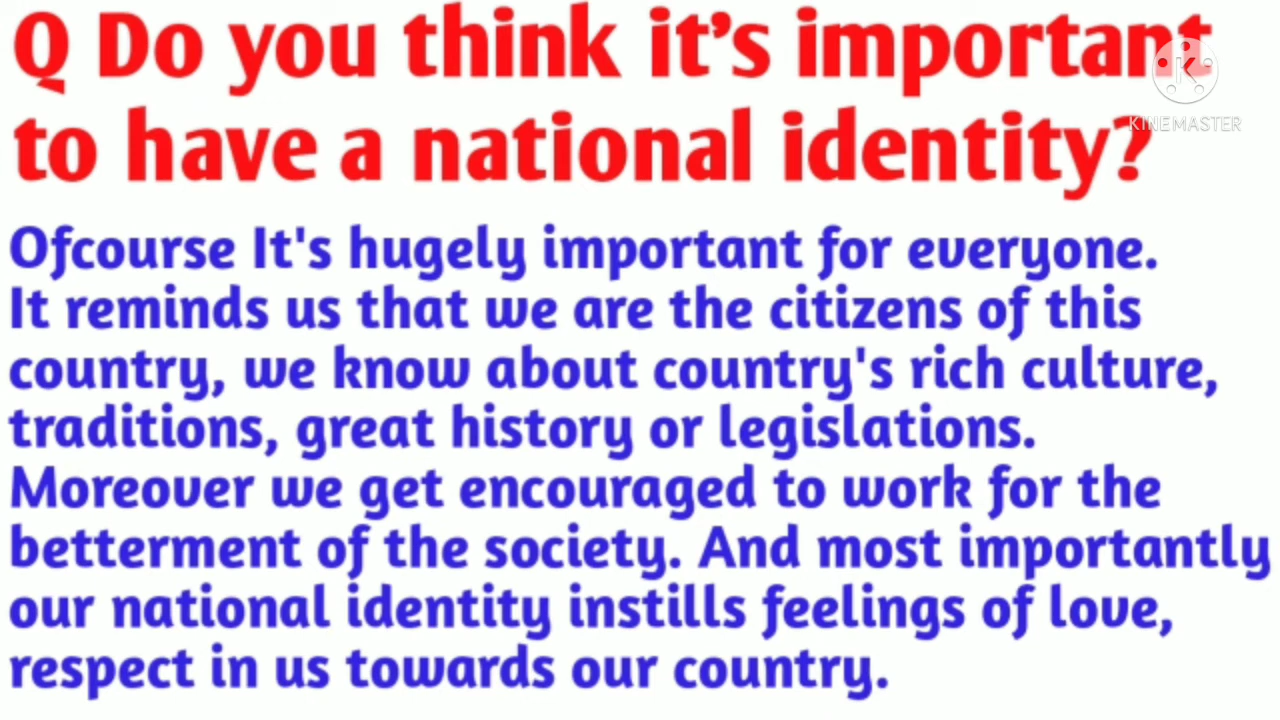 Q Do you think it's important
to have a national identity?
KINEMASTER
Ofcourse It's hugely important for everyone.
It reminds us that we are the citizens of this
country, we know about country's rich culture,
traditions, great history or legislations.
Moreover we get encouraged to work for the
betterment of the society. And most importantly
our national identity instills feelings of love,
respect in us towards our country.